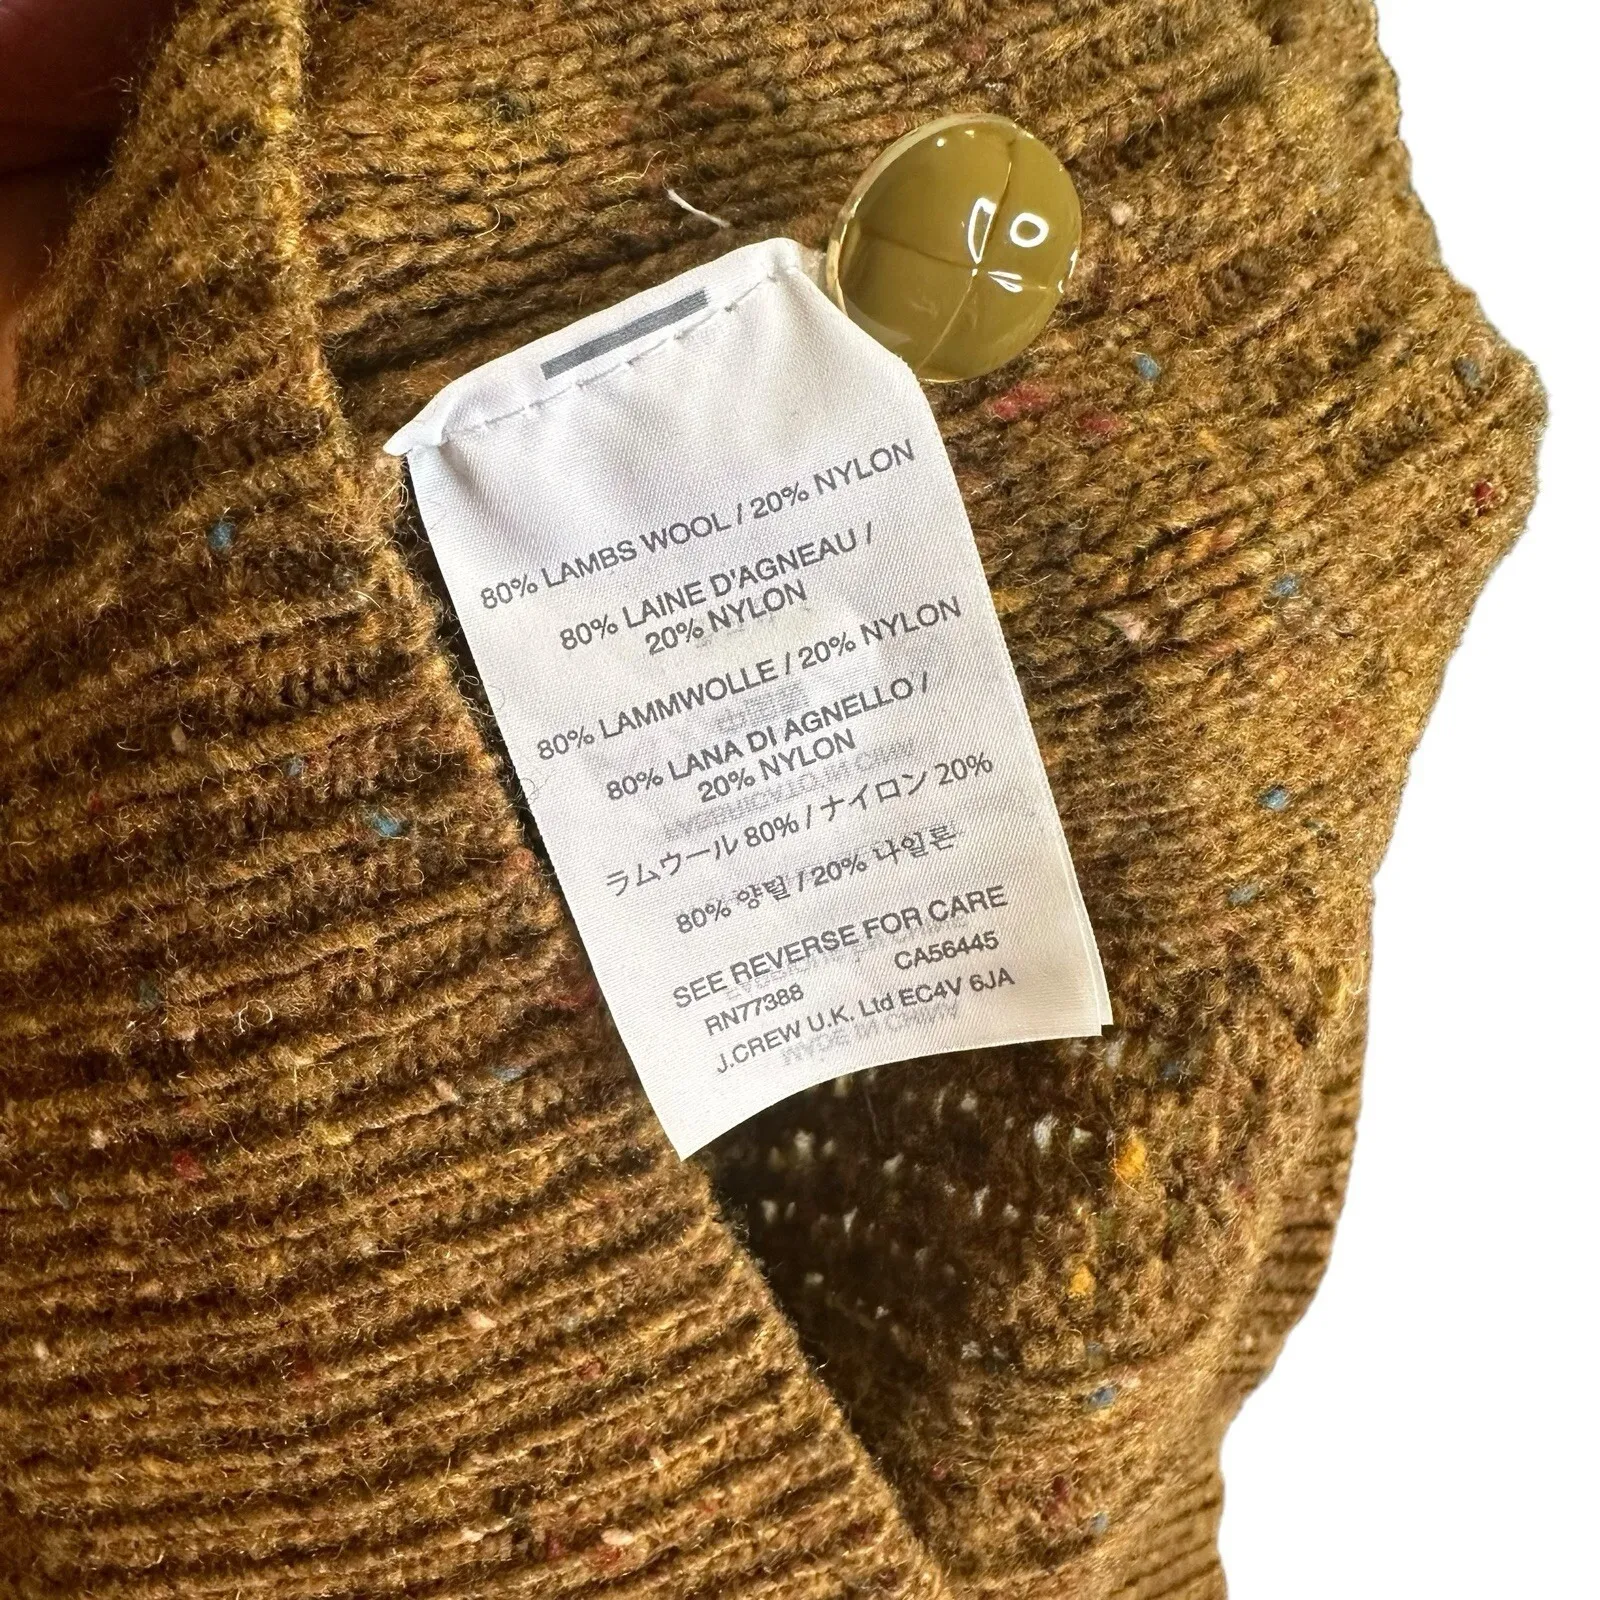 80% LAMBS WOOL / 20% NYLON
80% LAINE D'AGNEAU /
20% NYLON
80% LAMMWOLLE / 20% NYLON
80% LANA DI AGNELLO /
20% NYLON
ラムウール 80% / ナイロン 20%
80% 양털 / 20% 나일론
SEE REVERSE FOR CARE
RN77388 CA56445
J.CREW U.K. Ltd EC4V 6JA